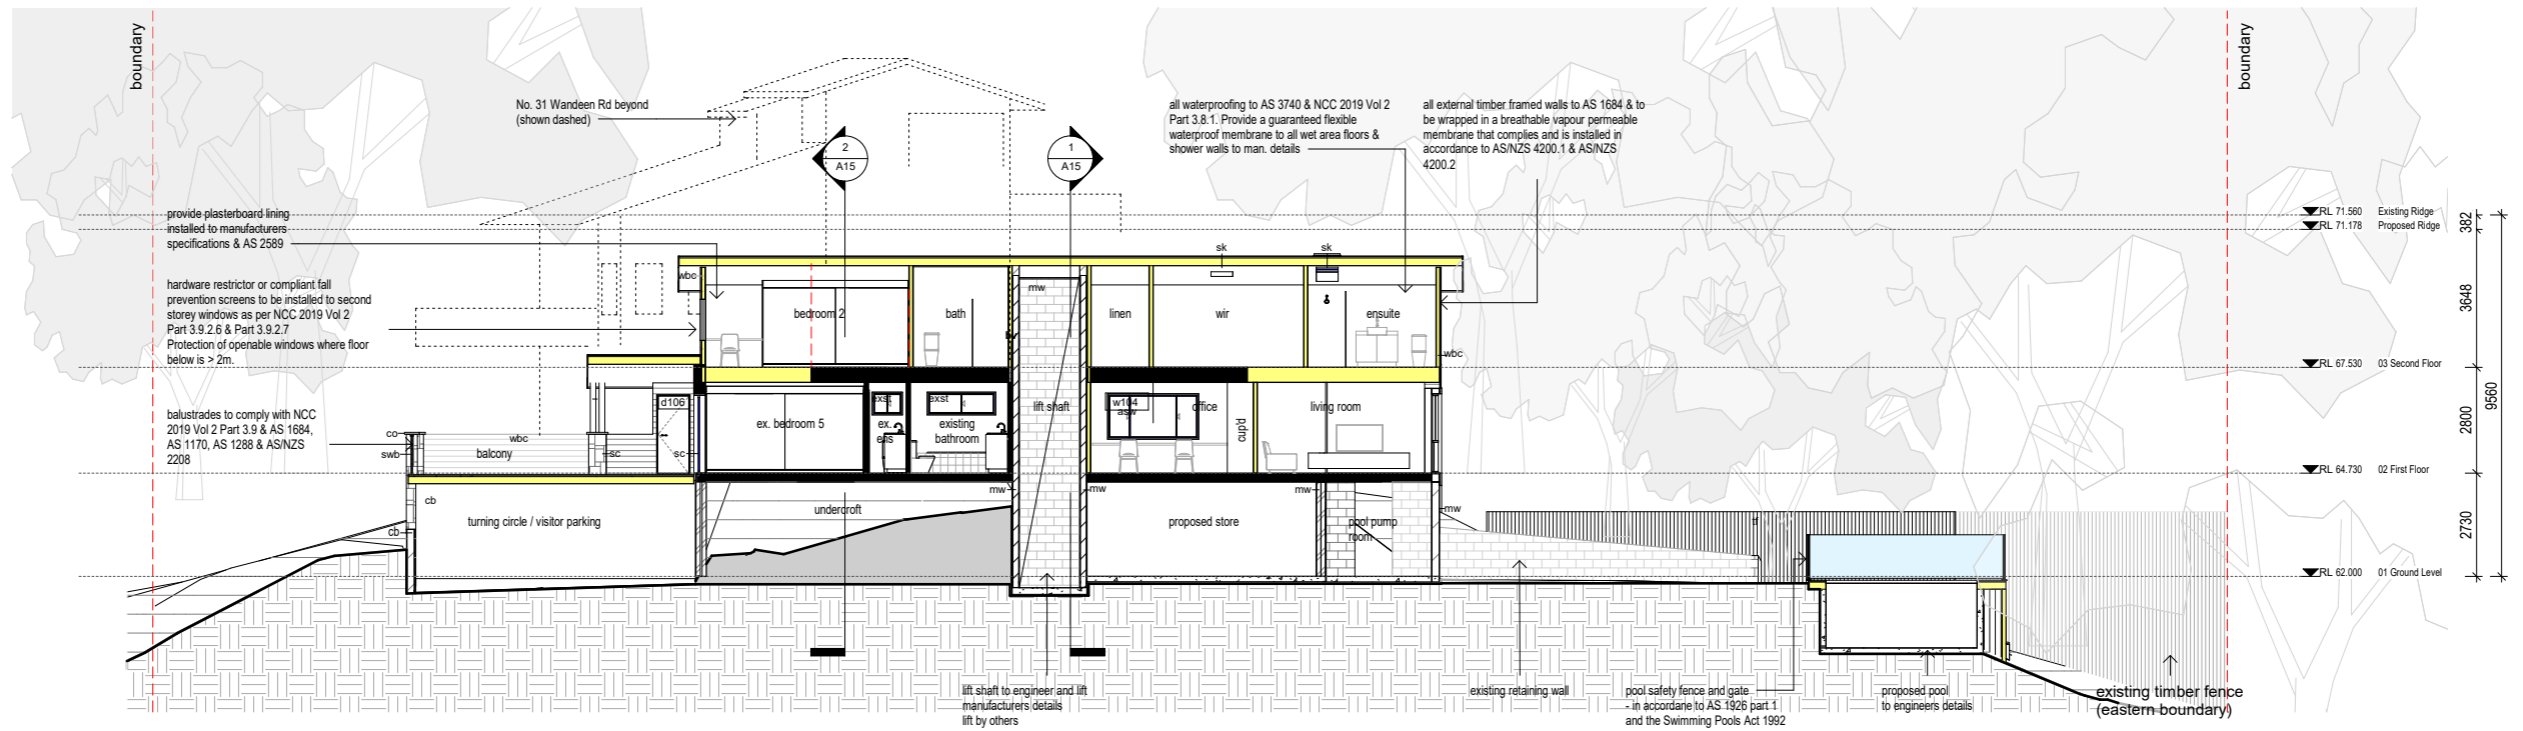 boundary
boundary
No. 31 Wandeen Rd beyond
(shown dashed)
all waterproofing to AS 3740 & NCC 2019 Vol 2
Part 3.8.1. Provide a guaranteed flexible
waterproof membrane to all wet area floors &
shower walls to man. details
all external timber framed walls to AS 1684 & to
be wrapped in a breathable vapour permeable
membrane that complies and is installed in
accordance to AS/NZS 4200.1 & AS/NZS
4200.2
2
A15
1
A15
provide plasterboard lining
installed to manufacturers
specifications & AS 2589
RL 71.560 Existing Ridge
RL 71.178 Proposed Ridge
382
hardware restrictor or compliant fall
prevention screens to be installed to second
storey windows as per NCC 2019 Vol 2
Part 3.9.2.6 & Part 3.9.2.7
Protection of openable windows where floor
below is > 2m.
sk
sk
wbc
mw
bedroom 2
bath
linen
wir
ensuite
wbc
3648
RL 67.530 03 Second Floor
9560
balustrades to comply with NCC
2019 Vol 2 Part 3.9 & AS 1684,
AS 1170, AS 1288 & AS/NZS
2208
co
swb
wbc
balcony
sc
d106
sc
ex. bedroom 5
exst
ex.
ens
exst
existing
bathroom
lift shaft
w104
asw
office
cup'd
living room
2800
RL 64.730 02 First Floor
cb
cb
turning circle / visitor parking
undercroft
mw
mw
mw
mw
proposed store
pool pump
room
tf
2730
RL 62.000 01 Ground Level
lift shaft to engineer and lift
manufacturers details
lift by others
existing retaining wall
pool safety fence and gate
- in accordane to AS 1926 part 1
and the Swimming Pools Act 1992
proposed pool
to engineers details
existing timber fence
(eastern boundary)